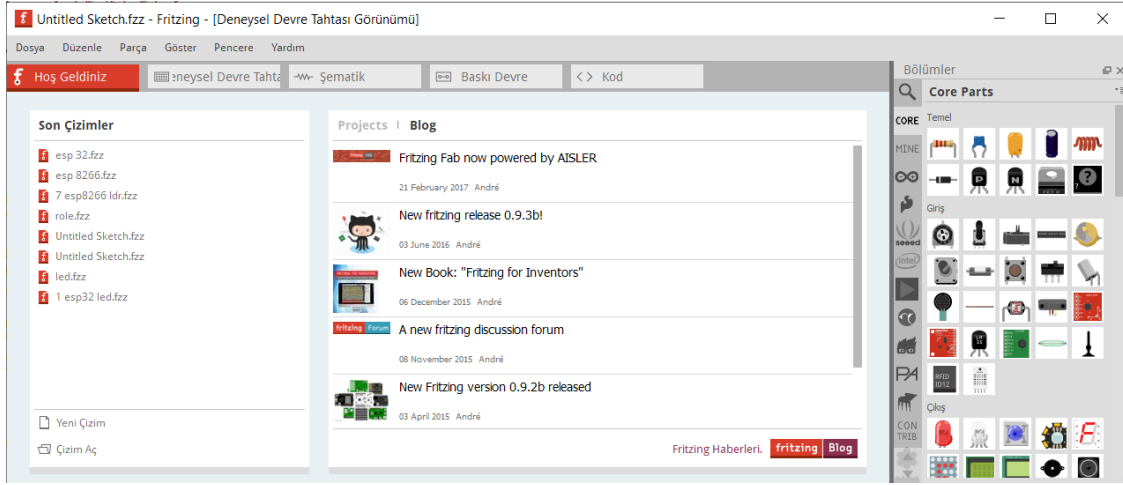 Untitled Sketch.fzz - Fritzing - [Deneysel Devre Tahtası Görünümü]
Dosya Düzenle Parça Göster Pencere Yardım
Hoş Geldiniz
eneysel Devre Tahta
Şematik
Baskı Devre
Kod
Son Çizimler
esp 32.fzz
esp 8266.fzz
7 esp8266 ldr.fzz
role.fzz
Untitled Sketch.fzz
Untitled Sketch.fzz
led.fzz
1 esp32 led.fzz
Yeni Çizim
Çizim Aç
Projects | Blog
Fritzing Fab now powered by AISLER
21 February 2017 André
New fritzing release 0.9.3b!
03 June 2016 André
New Book: "Fritzing for Inventors"
06 December 2015 André
fritzing Forum
A new fritzing discussion forum
08 November 2015 André
New Fritzing version 0.9.2b released
03 April 2015 André
Fritzing Haberleri. fritzing Blog
Bölümler
Core Parts
CORE
MINE
seeed
intel
PA
CON
TRIB
Temel
P
N
?
Giriş
RFID
ID12
Çıkış